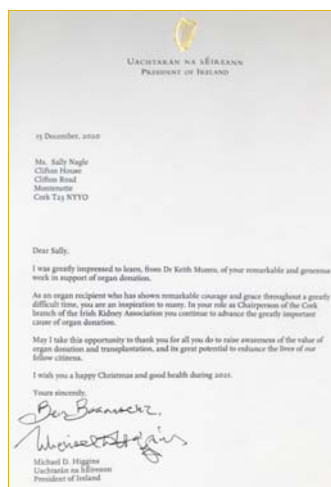 UACHTARÁN NA hÉIREANN
PRESIDENT OF IRELAND
15 December, 2020
Ms. Sally Nagle
Clifton House
Clifton Road
Montenotte
Cork T23 NYYO
Dear Sally,
I was greatly impressed to learn, from Dr Keith Munro, of your remarkable and generous
work in support of organ donation.
As an organ recipient who has shown remarkable courage and grace throughout a greatly
difficult time, you are an inspiration to many. In your role as Chairperson of the Cork
branch of the Irish Kidney Association you continue to advance the greatly important
cause of organ donation.
May I take this opportunity to thank you for all you do to raise awareness of the value of
organ donation and transplantation, and its great potential to enhance the lives of our
fellow citizens.
I wish you a happy Christmas and good health during 2021.
Yours sincerely,
Michael D. Higgins
Michael D. Higgins
Uachtarán na hÉireann
President of Ireland